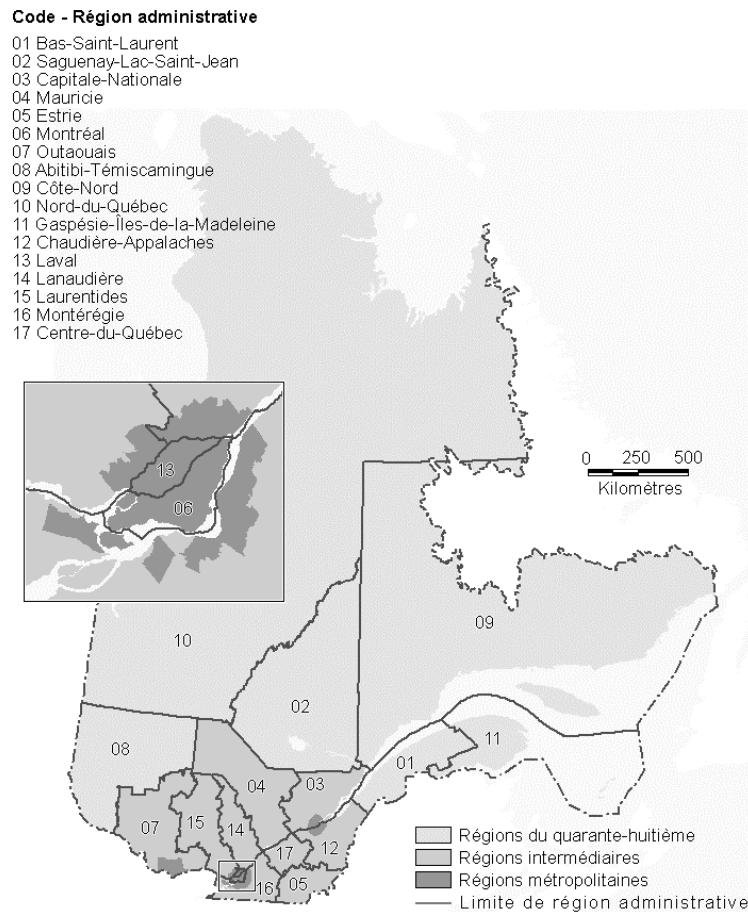 Code - Région administrative
01 Bas-Saint-Laurent
02 Saguenay-Lac-Saint-Jean
03 Capitale-Nationale
04 Mauricie
05 Estrie
06 Montréal
07 Outaouais
08 Abitibi-Témiscamingue
09 Côte-Nord
10 Nord-du-Québec
11 Gaspésie-Îles-de-la-Madeleine
12 Chaudière-Appalaches
13 Laval
14 Lanaudière
15 Laurentides
16 Montérégie
17 Centre-du-Québec
13
06
0 250 500
Kilomètres
10
09
02
08
01
11
04
03
07
15
14
17
12
16
05
Régions du quarante-huitième
Régions intermédiaires
Régions métropolitaines
Limite de région administrative